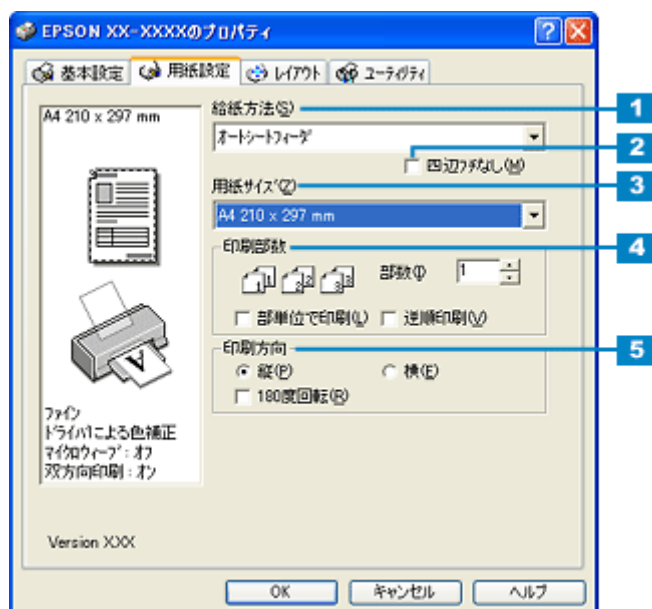 EPSON XX-XXXXのプロパティ
基本設定 用紙設定 レイアウト ユーティリティ
A4 210 x 297 mm
給紙方法(S)
1
オートシートフィーダ
2
四辺フチなし(M)
用紙サイズ(Z)
3
A4 210 x 297 mm
印刷部数
4
部数(I) 1
部単位で印刷(L) 逆順印刷(V)
印刷方向
5
縦(P) 横(E)
180度回転(R)
ファイン
ドライバによる色補正
マイクロウィーブ : オフ
双方向印刷 : オン
Version XXX
OK キャンセル ヘルプ